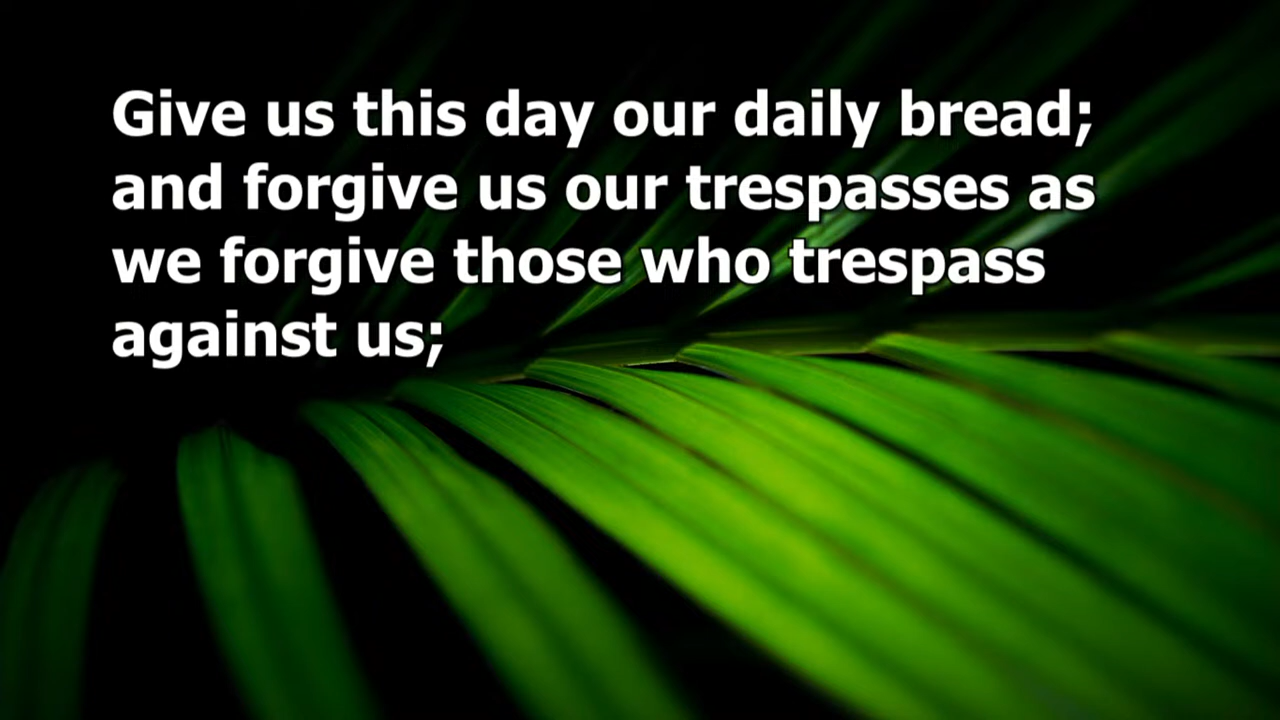 Give us this day our daily bread;
and forgive us our trespasses as
we forgive those who trespass
against us;